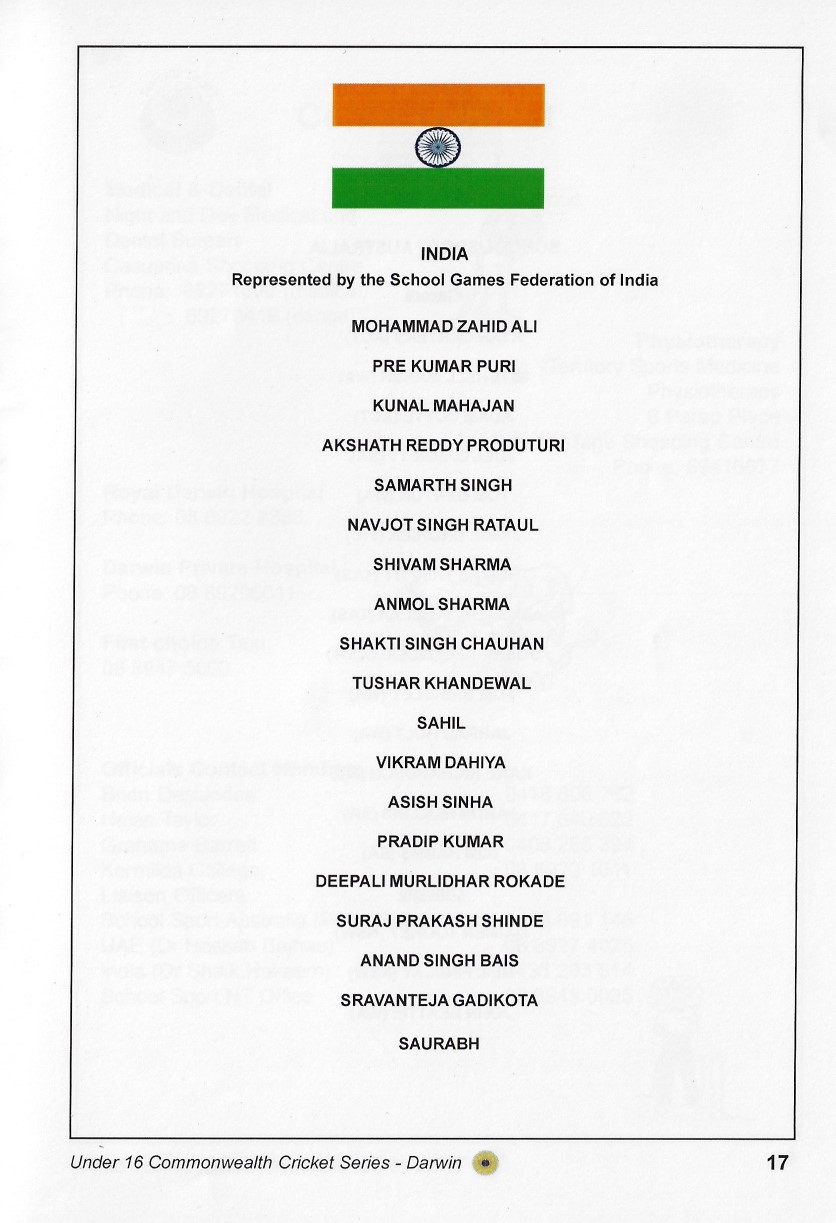 INDIA
Represented by the School Games Federation of India
MOHAMMAD ZAHID ALI
PRE KUMAR PURI
KUNAL MAHAJAN
AKSHATH REDDY PRODUTURI
SAMARTH SINGH
NAVJOT SINGH RATAUL
SHIVAM SHARMA
ANMOL SHARMA
SHAKTI SINGH CHAUHAN
TUSHAR KHANDEWAL
SAHIL
VIKRAM DAHIYA
ASISH SINHA
PRADIP KUMAR
DEEPALI MURLIDHAR ROKADE
SURAJ PRAKASH SHINDE
ANAND SINGH BAIS
SRAVANTEJA GADIKOTA
SAURABH
Under 16 Commonwealth Cricket Series - Darwin 17